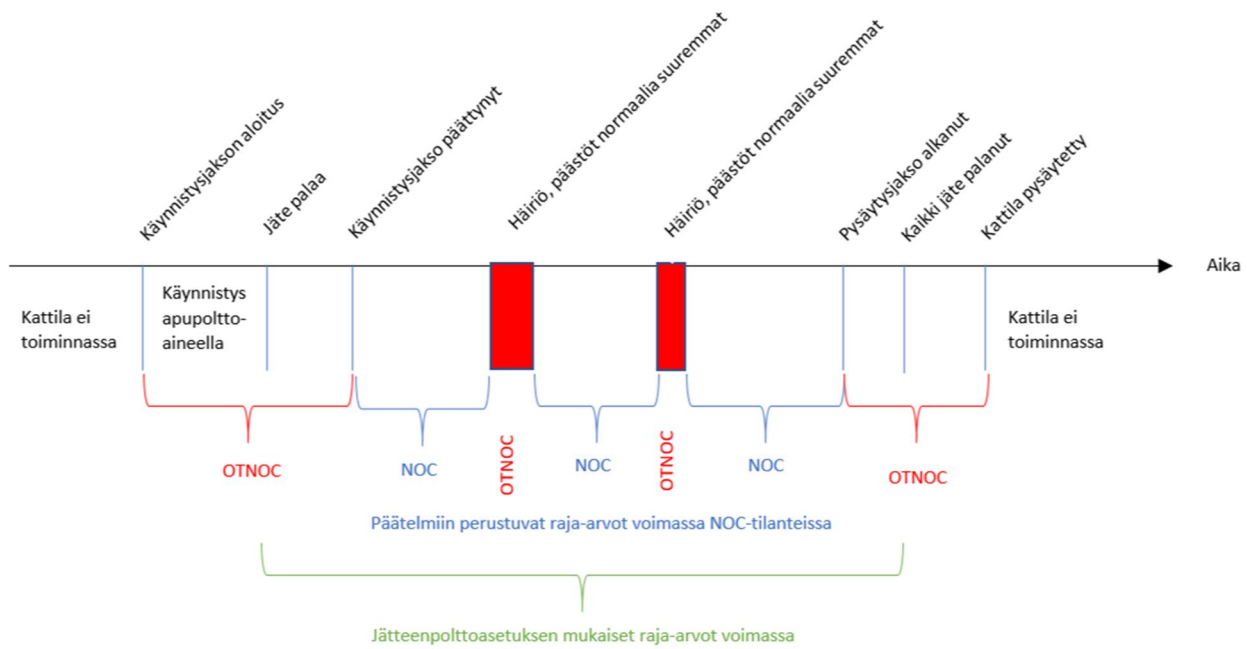 Käynnistysjakson aloitus
Jäte palaa
Käynnistysjakso päättynyt
Häiriö, päästöt normaalia suuremmat
Häiriö, päästöt normaalia suuremmat
Pysäytysjakso alkanut
Kaikki jäte palanut
Kattila pysäytetty
Aika
Kattila ei
toiminnassa
Käynnistys
apupoltto-
aineella
Kattila ei
toiminnassa
OTNOC
NOC
OTNOC
NOC
OTNOC
NOC
OTNOC
Päätelmiin perustuvat raja-arvot voimassa NOC-tilanteissa
Jätteenpolttoasetuksen mukaiset raja-arvot voimassa